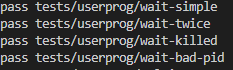 pass tests/userprog/wait-simple
pass tests/userprog/wait-twice
pass tests/userprog/wait-killed
pass tests/userprog/wait-bad-pid